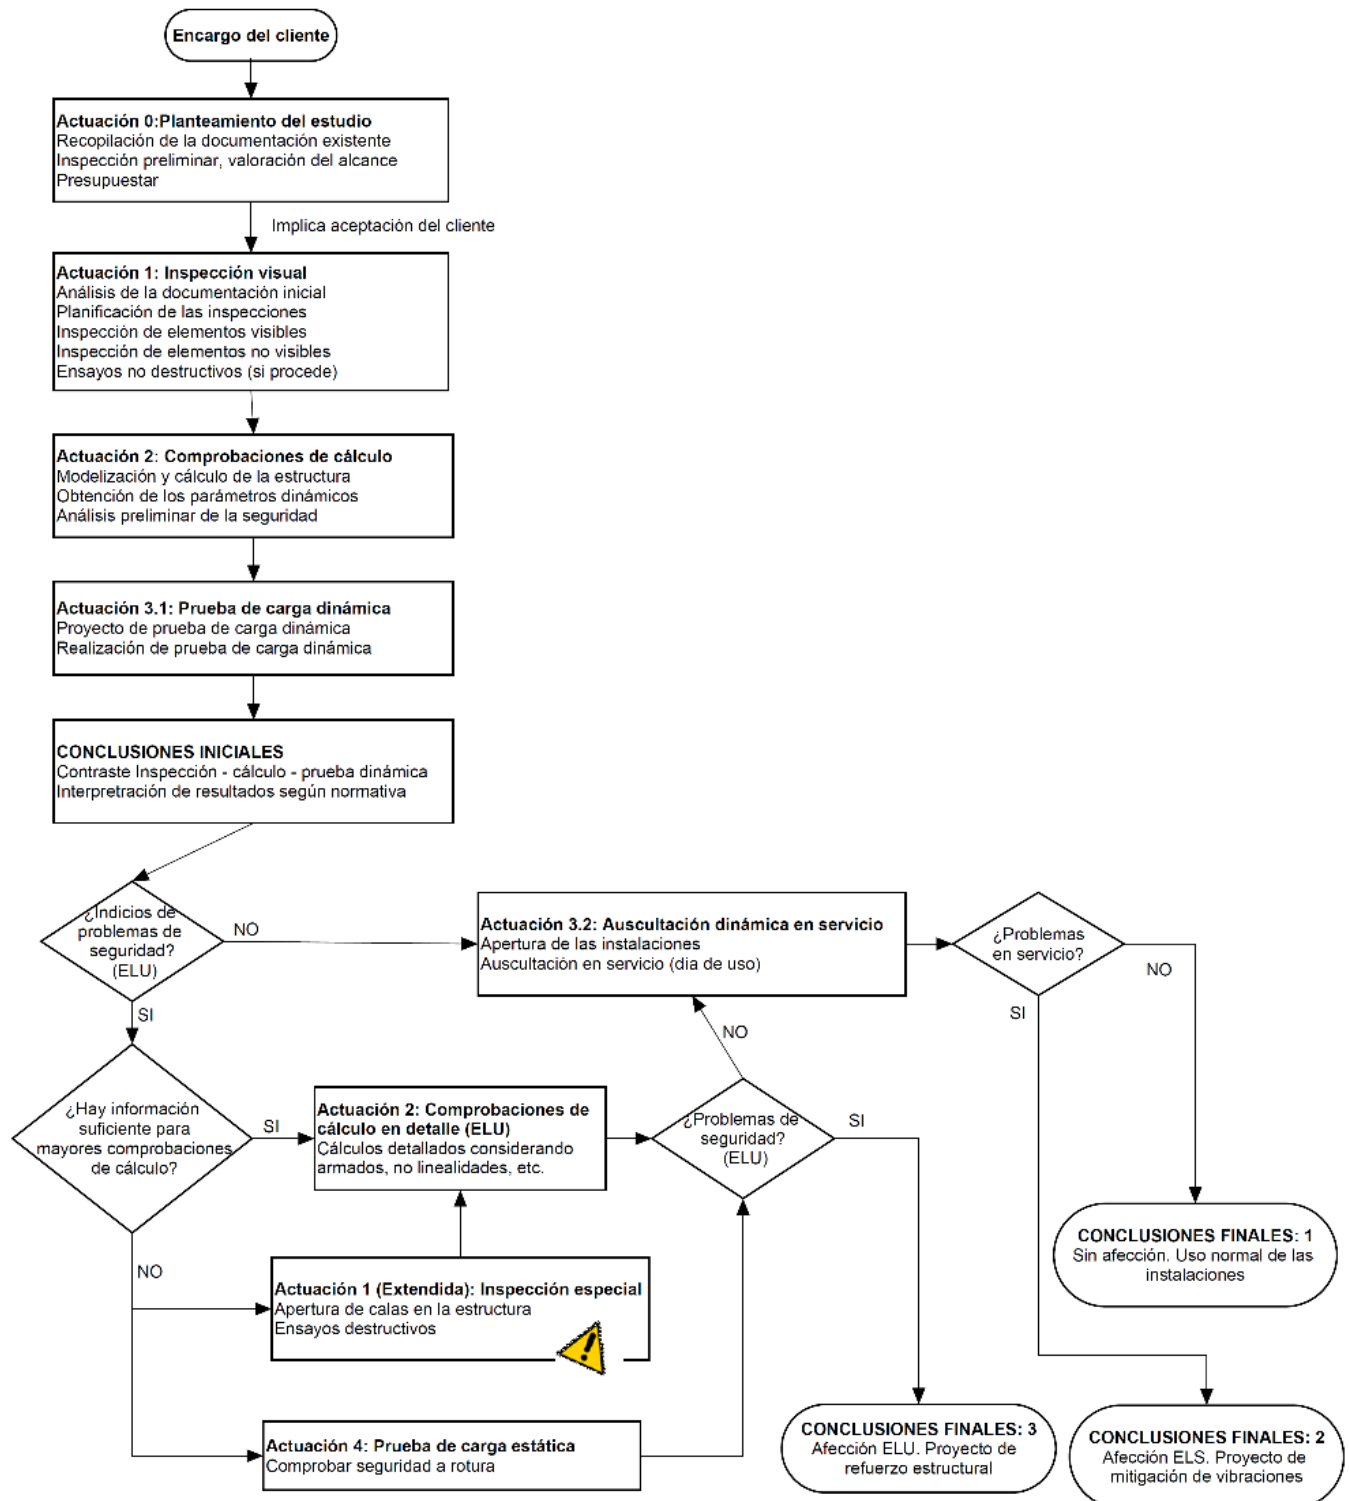 Encargo del cliente
Actuación 0:Planteamiento del estudio
Recopilación de la documentación existente
Inspección preliminar, valoración del alcance
Presupuestar
Implica aceptación del cliente
Actuación 1: Inspección visual
Análisis de la documentación inicial
Planificación de las inspecciones
Inspección de elementos visibles
Inspección de elementos no visibles
Ensayos no destructivos (si procede)
Actuación 2: Comprobaciones de cálculo
Modelización y cálculo de la estructura
Obtención de los parámetros dinámicos
Análisis preliminar de la seguridad
Actuación 3.1: Prueba de carga dinámica
Proyecto de prueba de carga dinámica
Realización de prueba de carga dinámica
CONCLUSIONES INICIALES
Contraste Inspección - cálculo - prueba dinámica
Interpretración de resultados según normativa
¿Indicios de
problemas de
seguridad?
(ELU)
NO
SI
Actuación 3.2: Auscultación dinámica en servicio
Apertura de las instalaciones
Auscultación en servicio (dia de uso)
¿Problemas
en servicio?
NO
SI
¿Hay información
suficiente para
mayores comprobaciones
de cálculo?
SI
NO
Actuación 2: Comprobaciones de
cálculo en detalle (ELU)
Cálculos detallados considerando
armados, no linealidades, etc.
¿Problemas de
seguridad?
(ELU)
NO
SI
Actuación 1 (Extendida): Inspección especial
Apertura de calas en la estructura
Ensayos destructivos
!
Actuación 4: Prueba de carga estática
Comprobar seguridad a rotura
CONCLUSIONES FINALES: 1
Sin afección. Uso normal de las
instalaciones
CONCLUSIONES FINALES: 3
Afección ELU. Proyecto de
refuerzo estructural
CONCLUSIONES FINALES: 2
Afección ELS. Proyecto de
mitigación de vibraciones